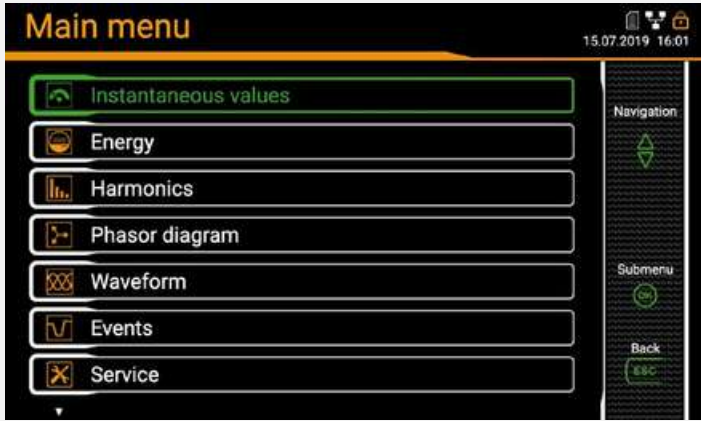 Main menu
15.07.2019 16:01
Instantaneous values
Energy
Harmonics
Phasor diagram
Waveform
Events
Service
Navigation
Submenu
OK
Back
ESC